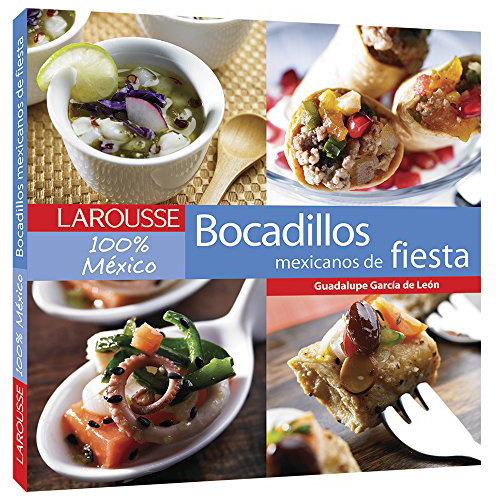 LAROUSSE
100%
México
Bocadillos
mexicanos de fiesta
Guadalupe García de León
LAROUSSE 100% México Bocadillos mexicanos de fiesta